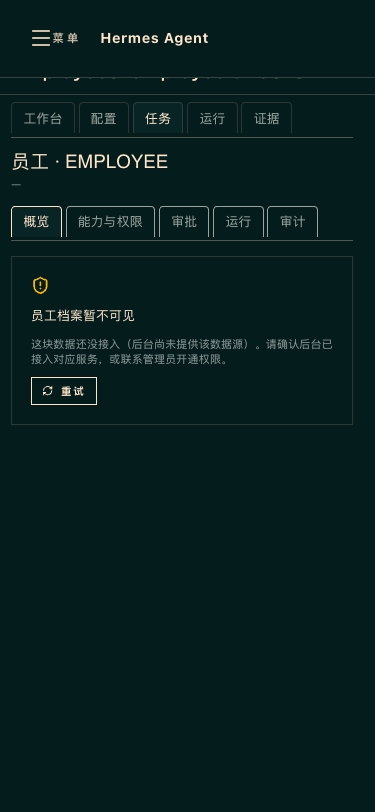 菜单 Hermes Agent
工作台 配置 任务 运行 证据
员工 · EMPLOYEE
—
概览 能力与权限 审批 运行 审计
员工档案暂不可见
这块数据还没接入（后台尚未提供该数据源）。请确认后台已
接入对应服务，或联系管理员开通权限。
重试